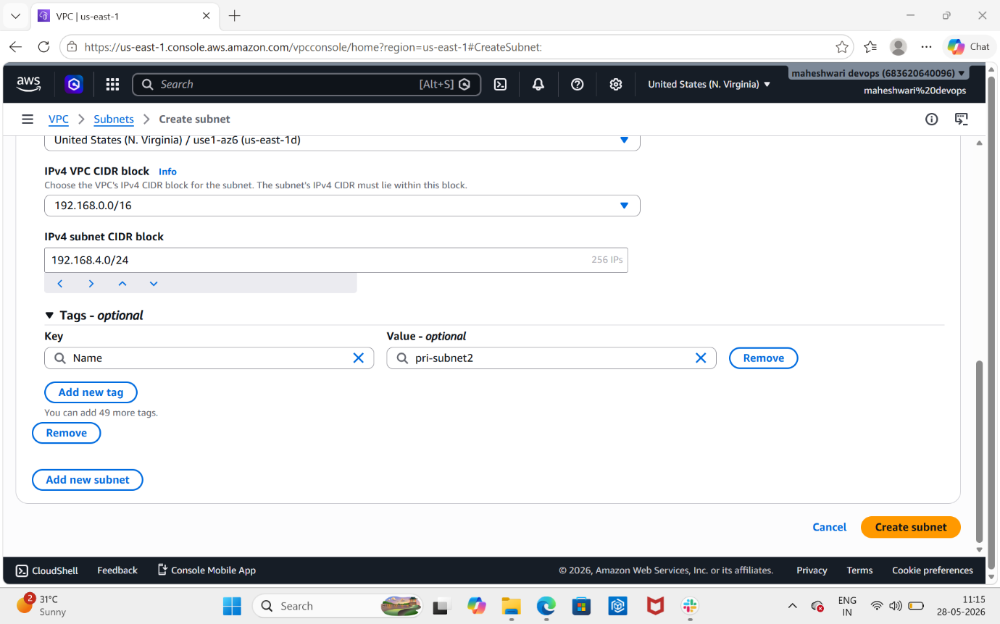 VPC | us-east-1
https://us-east-1.console.aws.amazon.com/vpcconsole/home?region=us-east-1#CreateSubnet:
Chat
aws
Search
[Alt+S]
United States (N. Virginia)
maheshwari devops (683620640096)
maheshwari%20devops
VPC
Subnets
Create subnet
United States (N. Virginia) / use1-az6 (us-east-1d)
IPv4 VPC CIDR block Info
Choose the VPC's IPv4 CIDR block for the subnet. The subnet's IPv4 CIDR must lie within this block.
192.168.0.0/16
IPv4 subnet CIDR block
192.168.4.0/24
256 IPs
Tags - optional
Key
Value - optional
Name
pri-subnet2
Remove
Add new tag
You can add 49 more tags.
Remove
Add new subnet
Cancel
Create subnet
CloudShell
Feedback
Console Mobile App
© 2026, Amazon Web Services, Inc. or its affiliates.
Privacy
Terms
Cookie preferences
2
31°C
Sunny
Search
ENG
IN
11:15
28-05-2026